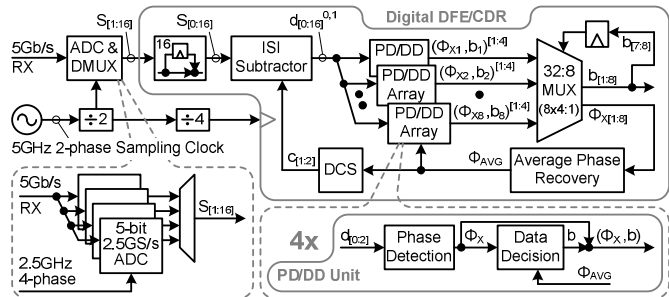 S[1:16]
S[0:16]
d[0:16]^0,1
Digital DFE/CDR
5Gb/s
RX
ADC &
DMUX
16
ISI
Subtractor
PD/DD
(ΦX1, b1)^[1:4]
PD/DD
Array
(ΦX2, b2)^[1:4]
PD/DD
Array
(ΦX8, b8)^[1:4]
32:8
MUX
(8x4:1)
b[7:8]
b[1:8]
ΦX[1:8]
÷2
÷4
5GHz 2-phase Sampling Clock
c[1:2]
DCS
ΦAVG
Average Phase
Recovery
5Gb/s
RX
S[1:16]
5-bit
2.5GS/s
ADC
2.5GHz
4-phase
4x
PD/DD Unit
d[0:2]
Phase
Detection
ΦX
Data
Decision
b
(ΦX, b)
ΦAVG